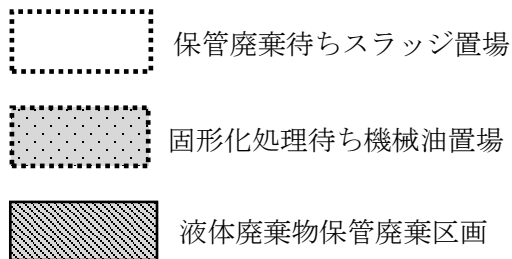 保管廃棄待ちスラッジ置場
固形化処理待ち機械油置場
液体廃棄物保管廃棄区画